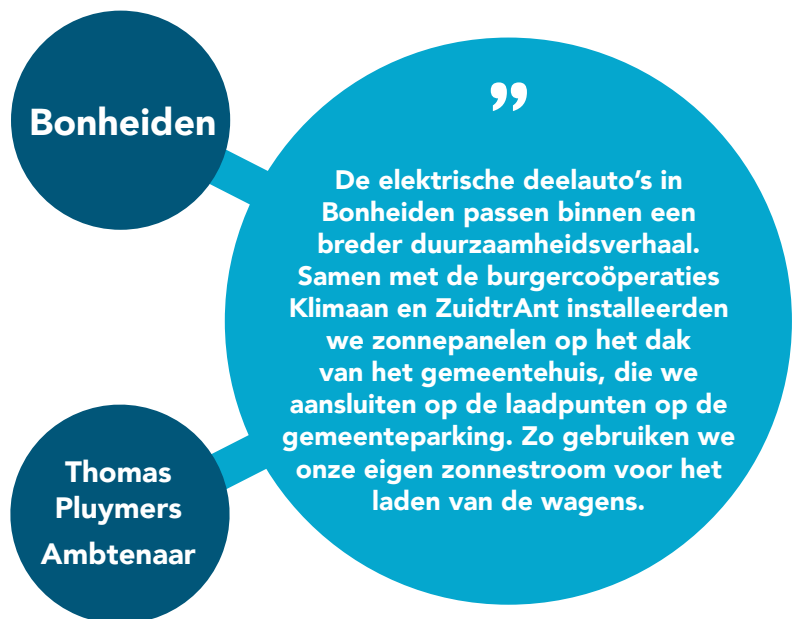 Bonheiden
”
De elektrische deelauto’s in
Bonheiden passen binnen een
breder duurzaamheidsverhaal.
Samen met de burgercoöperaties
Klimaan en ZuidtrAnt installeerden
we zonnepanelen op het dak
van het gemeentehuis, die we
aansluiten op de laadpunten op de
gemeenteparking. Zo gebruiken we
onze eigen zonnestroom voor het
laden van de wagens.
Thomas
Pluymers
Ambtenaar